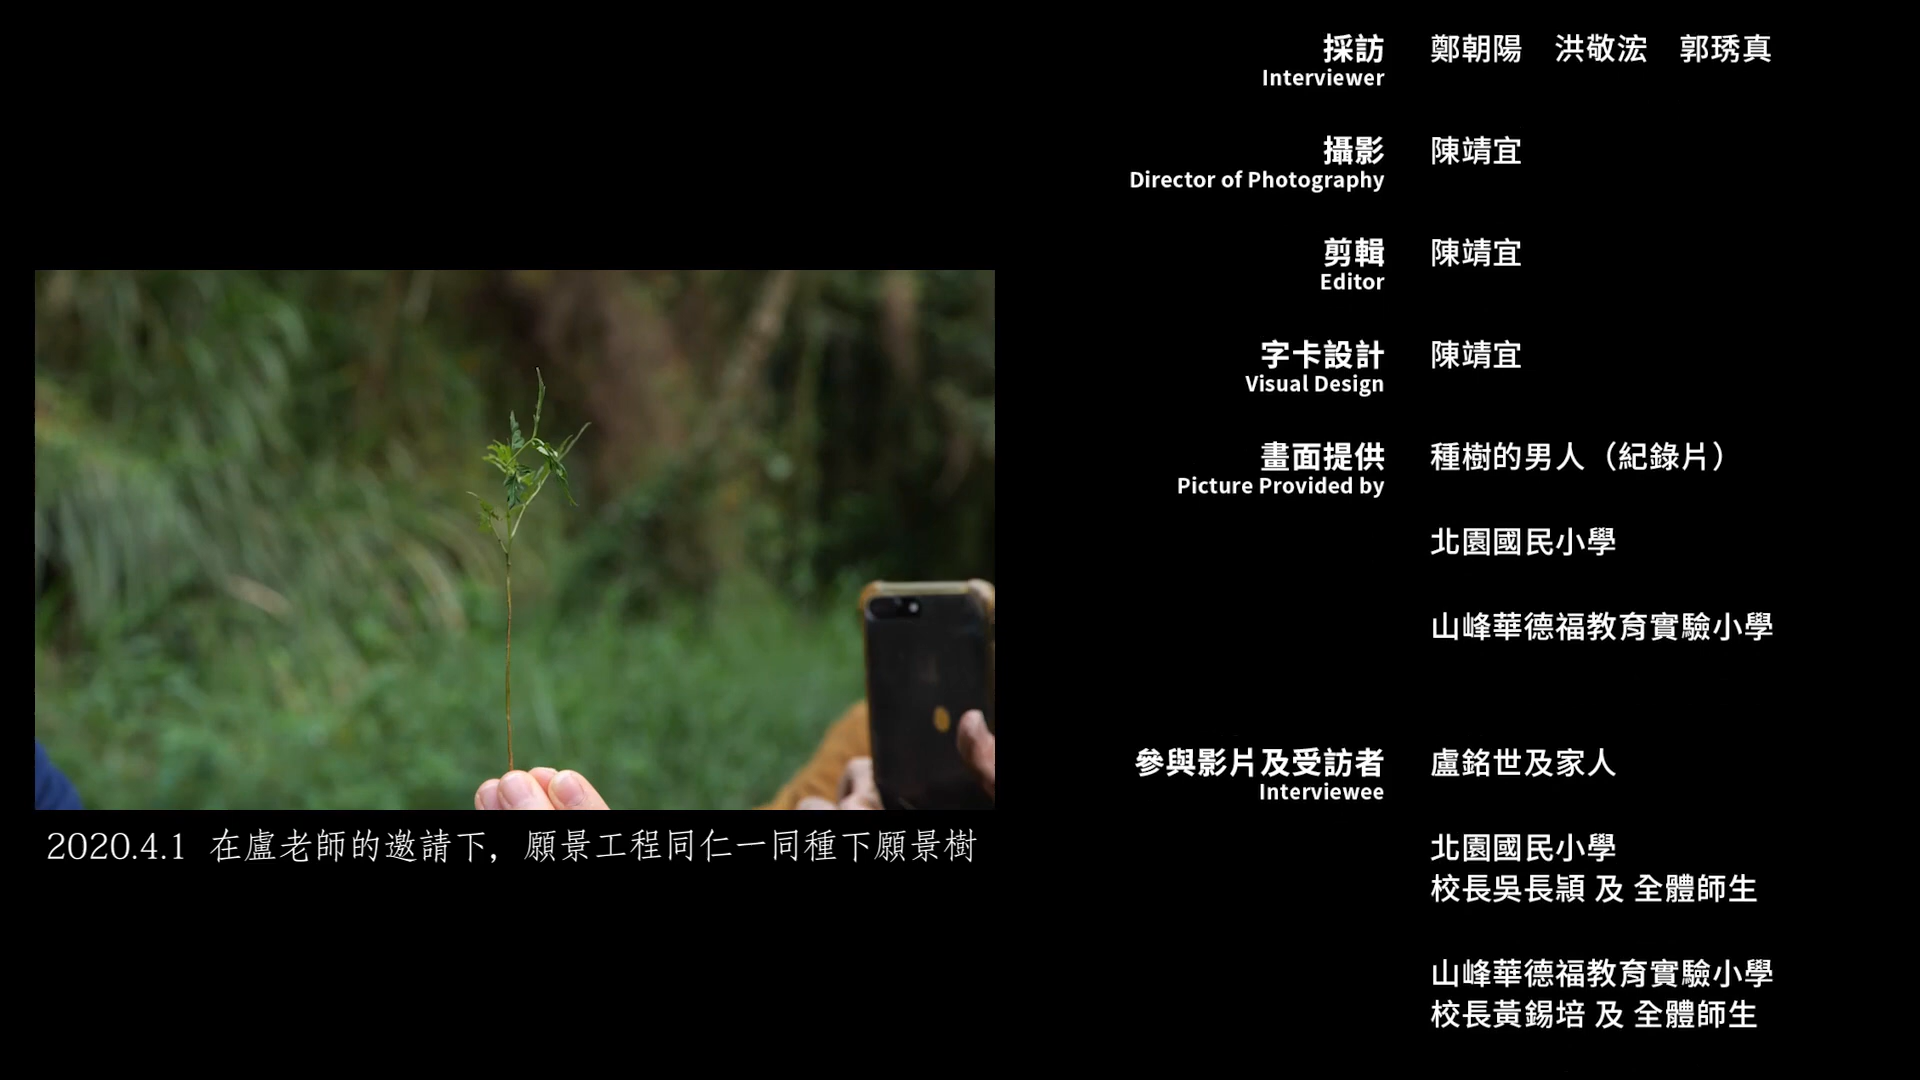 採訪 鄭朝陽 洪敬浤 郭琇真
Interviewer
攝影 陳靖宜
Director of Photography
剪輯 陳靖宜
Editor
字卡設計 陳靖宜
Visual Design
畫面提供 種樹的男人（紀錄片）
Picture Provided by
北園國民小學
山峰華德福教育實驗小學
參與影片及受訪者 盧銘世及家人
Interviewee
北園國民小學
校長吳長頴 及 全體師生
山峰華德福教育實驗小學
校長黃錫培 及 全體師生
2020.4.1 在盧老師的邀請下，願景工程同仁一同種下願景樹